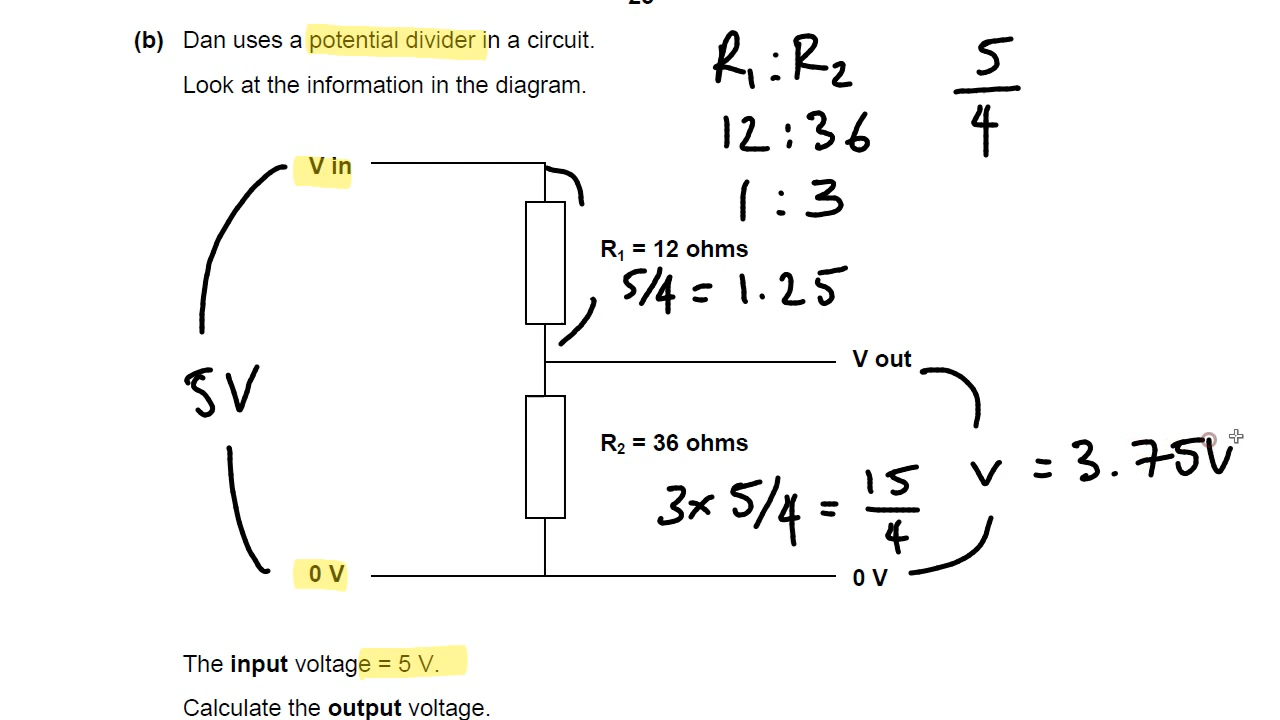 (b) Dan uses a potential divider in a circuit.
Look at the information in the diagram.
R1 : R2
12 : 36
1 : 3
5/4
V in
R1 = 12 ohms
5/4 = 1.25
5V
V out
R2 = 36 ohms
3x 5/4 = 15/4
V = 3.75V
0 V
0 V
The input voltage = 5 V.
Calculate the output voltage.